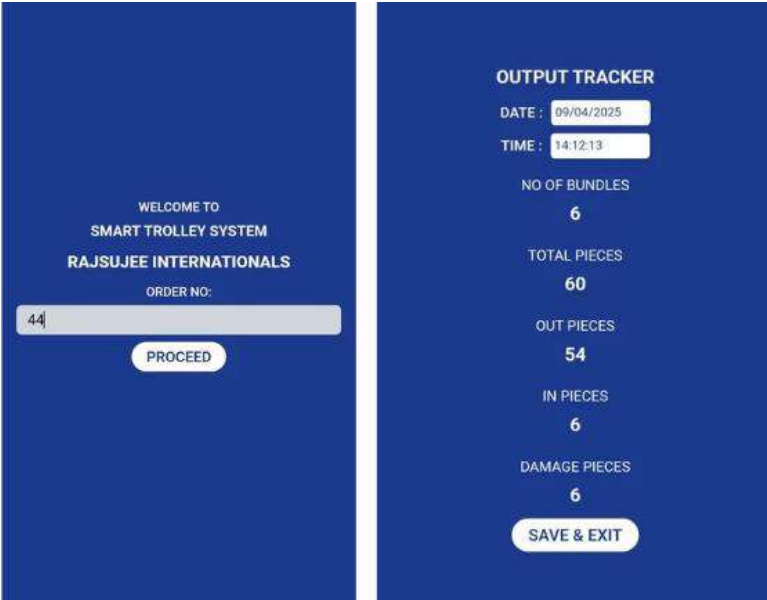 WELCOME TO
SMART TROLLEY SYSTEM
RAJSUJEE INTERNATIONALS
ORDER NO:
44
PROCEED
OUTPUT TRACKER
DATE : 09/04/2025
TIME : 14:12:13
NO OF BUNDLES
6
TOTAL PIECES
60
OUT PIECES
54
IN PIECES
6
DAMAGE PIECES
6
SAVE & EXIT